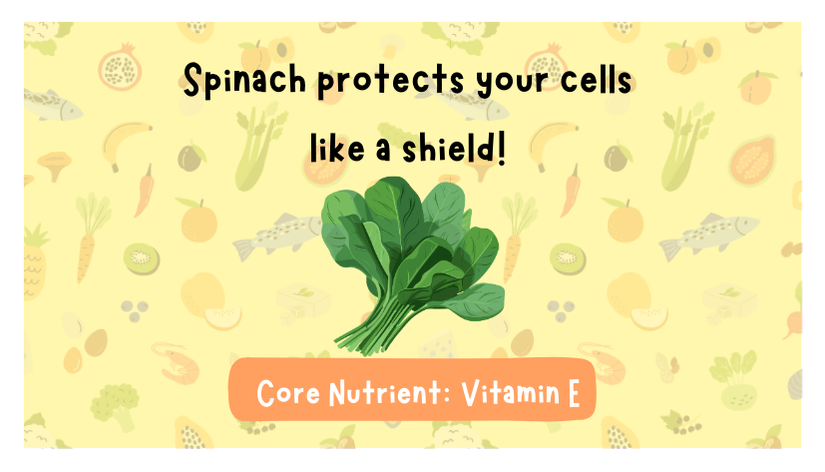 Spinach protects your cells
like a shield!
Core Nutrient: Vitamin E